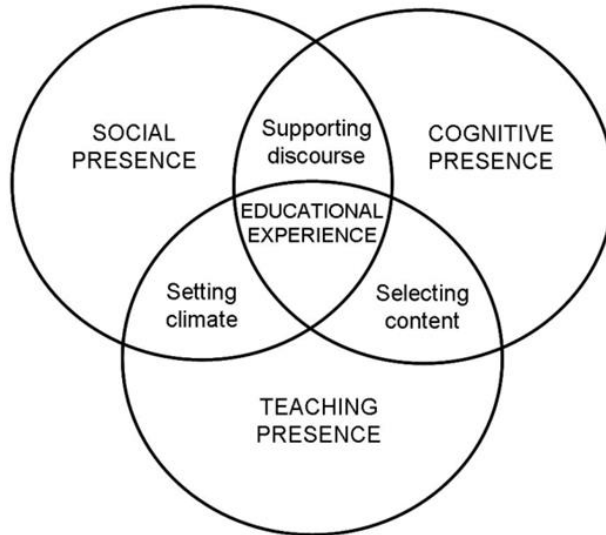 SOCIAL
PRESENCE
Supporting
discourse
COGNITIVE
PRESENCE
EDUCATIONAL
EXPERIENCE
Setting
climate
Selecting
content
TEACHING
PRESENCE